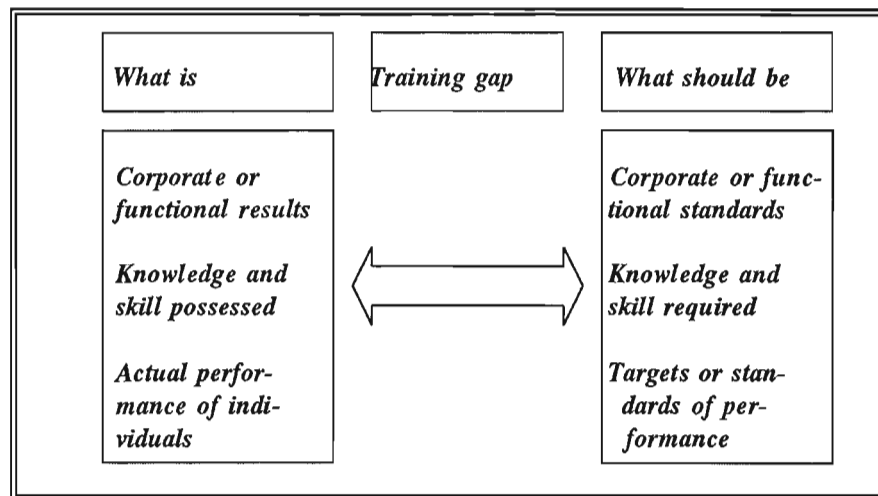 What is
Training gap
What should be
Corporate or
functional results
Knowledge and
skill possessed
Actual perfor-
mance of indi-
viduals
Corporate or func-
tional standards
Knowledge and
skill required
Targets or stan-
dards of per-
formance